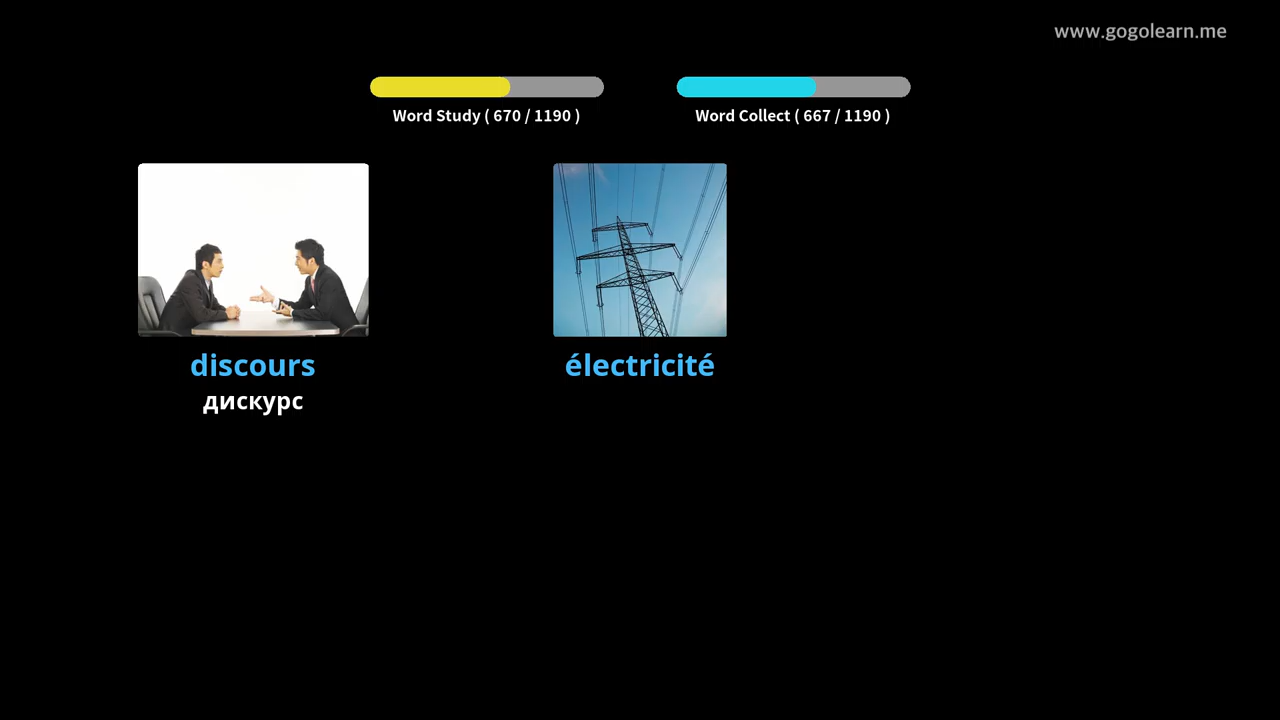 www.gogolearn.me
Word Study ( 670 / 1190 )
Word Collect ( 667 / 1190 )
discours
дискурс
électricité